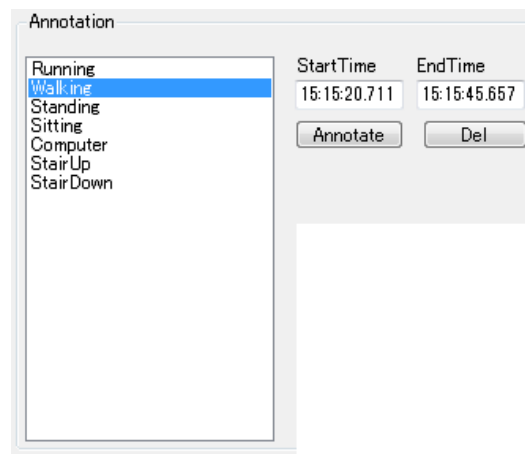 Annotation
Running
Walking
Standing
Sitting
Computer
StairUp
StairDown
StartTime EndTime
15:15:20.711 15:15:45.657
Annotate Del